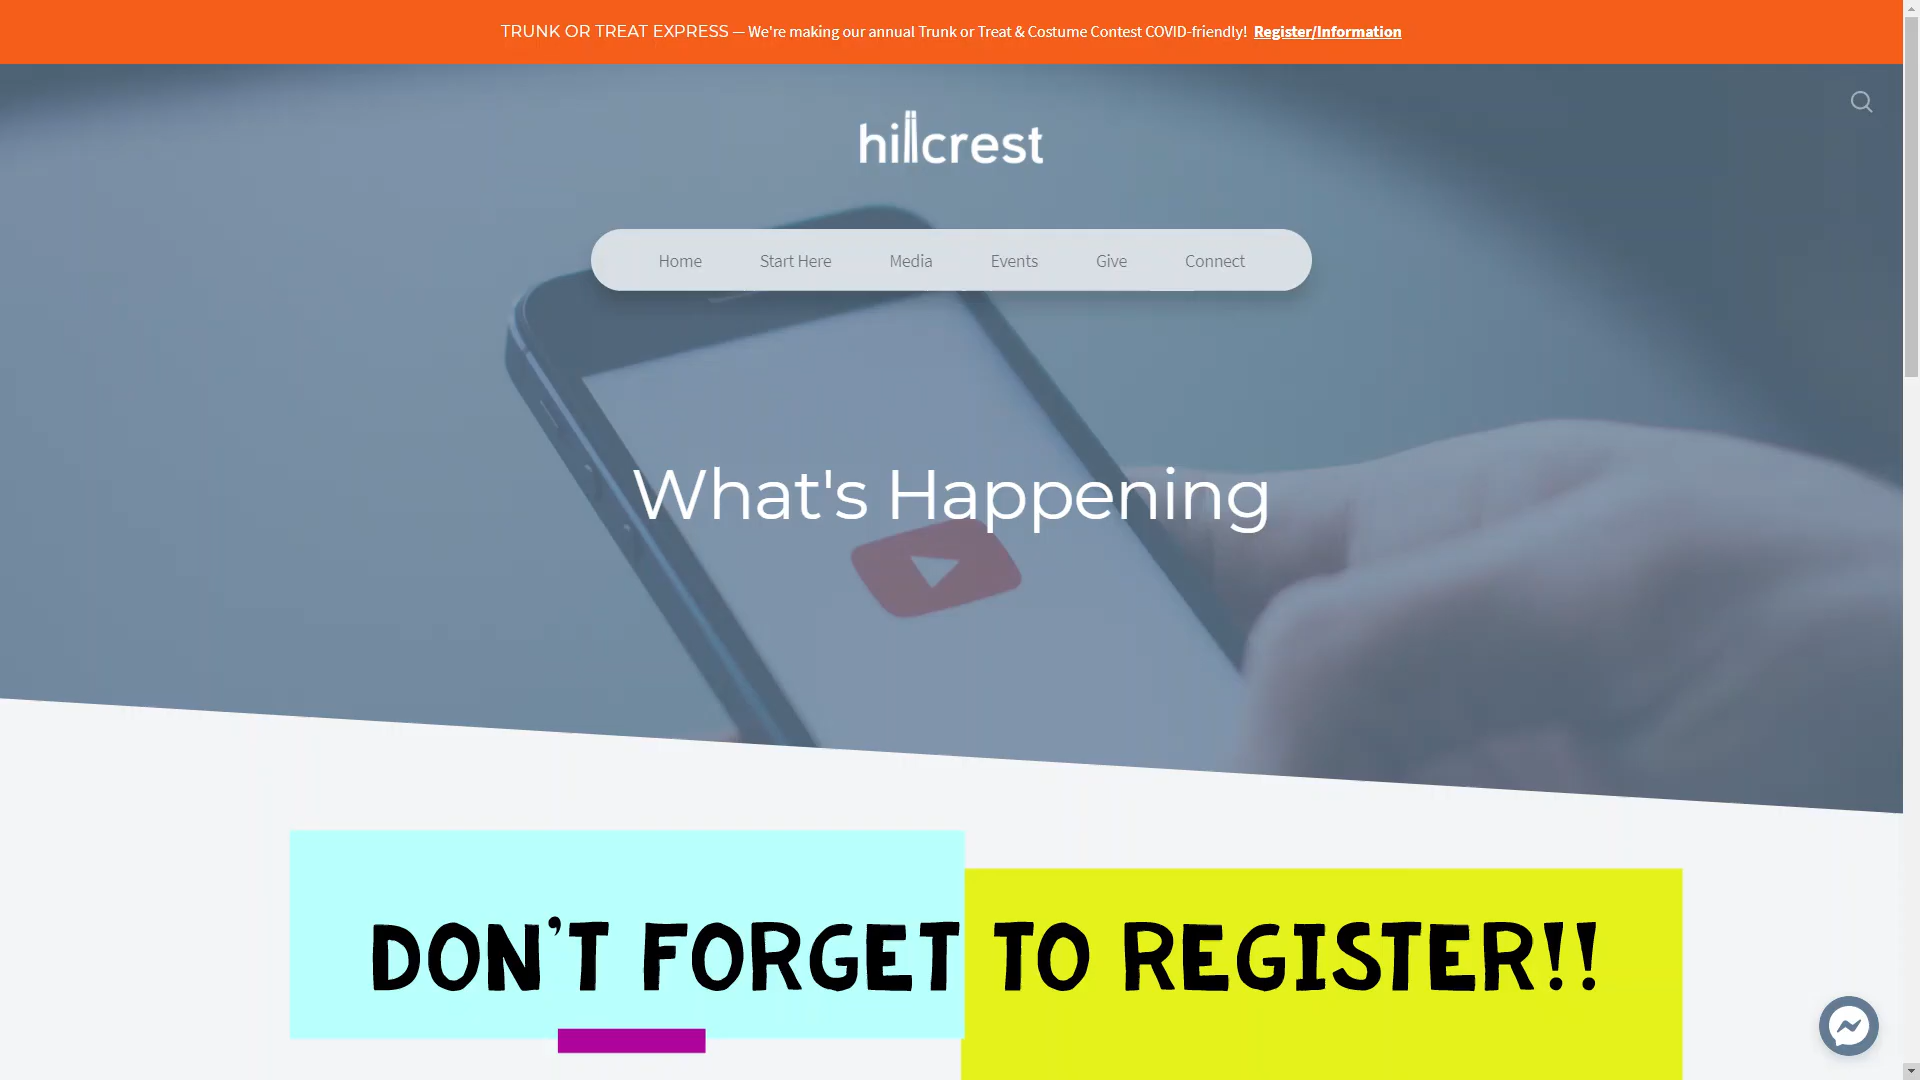 TRUNK OR TREAT EXPRESS — We're making our annual Trunk or Treat & Costume Contest COVID-friendly! Register/Information
hillcrest
Home Start Here Media Events Give Connect
What's Happening
DON'T FORGET TO REGISTER!!